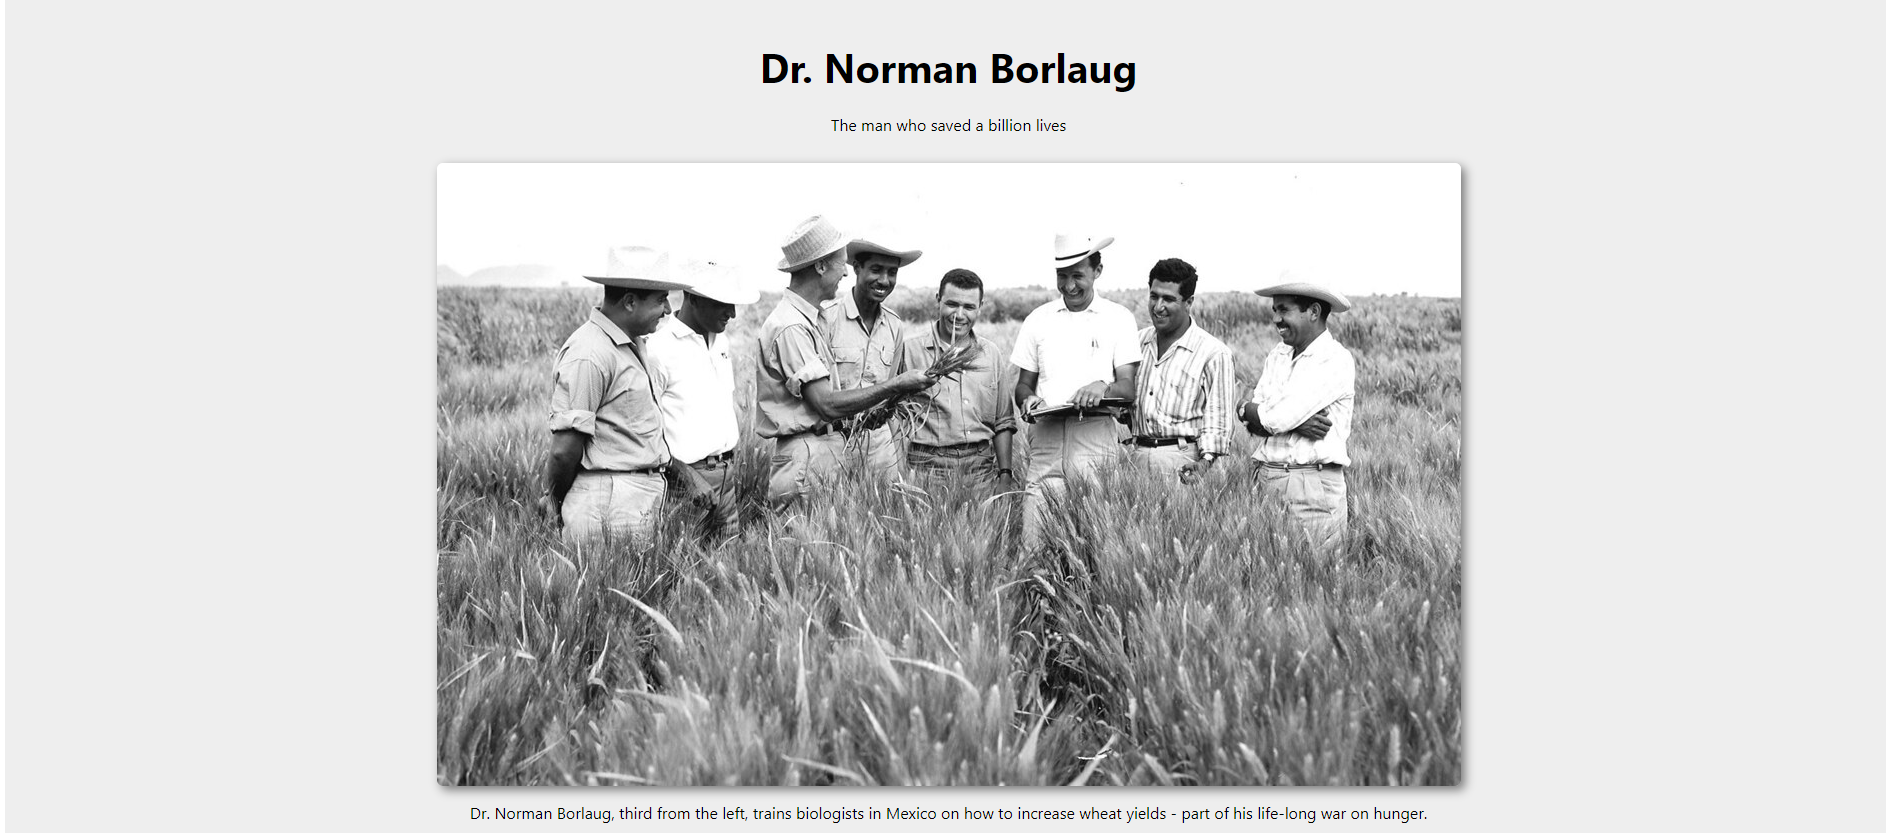 Dr. Norman Borlaug
The man who saved a billion lives
Dr. Norman Borlaug, third from the left, trains biologists in Mexico on how to increase wheat yields - part of his life-long war on hunger.